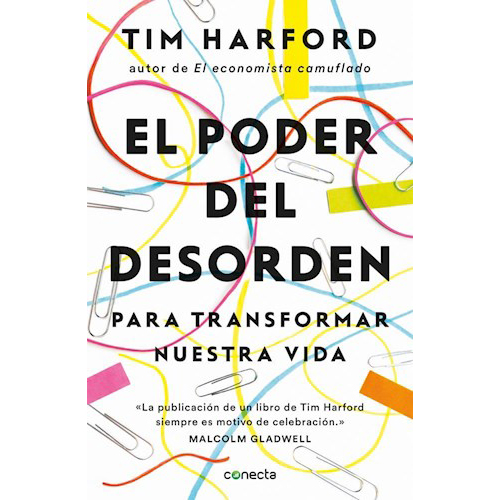 TIM HARFORD
autor de El economista camuflado
EL PODER
DEL
DESORDEN
PARA TRANSFORMAR
NUESTRA VIDA
«La publicación de un libro de Tim Harford
siempre es motivo de celebración.»
MALCOLM GLADWELL
conecta